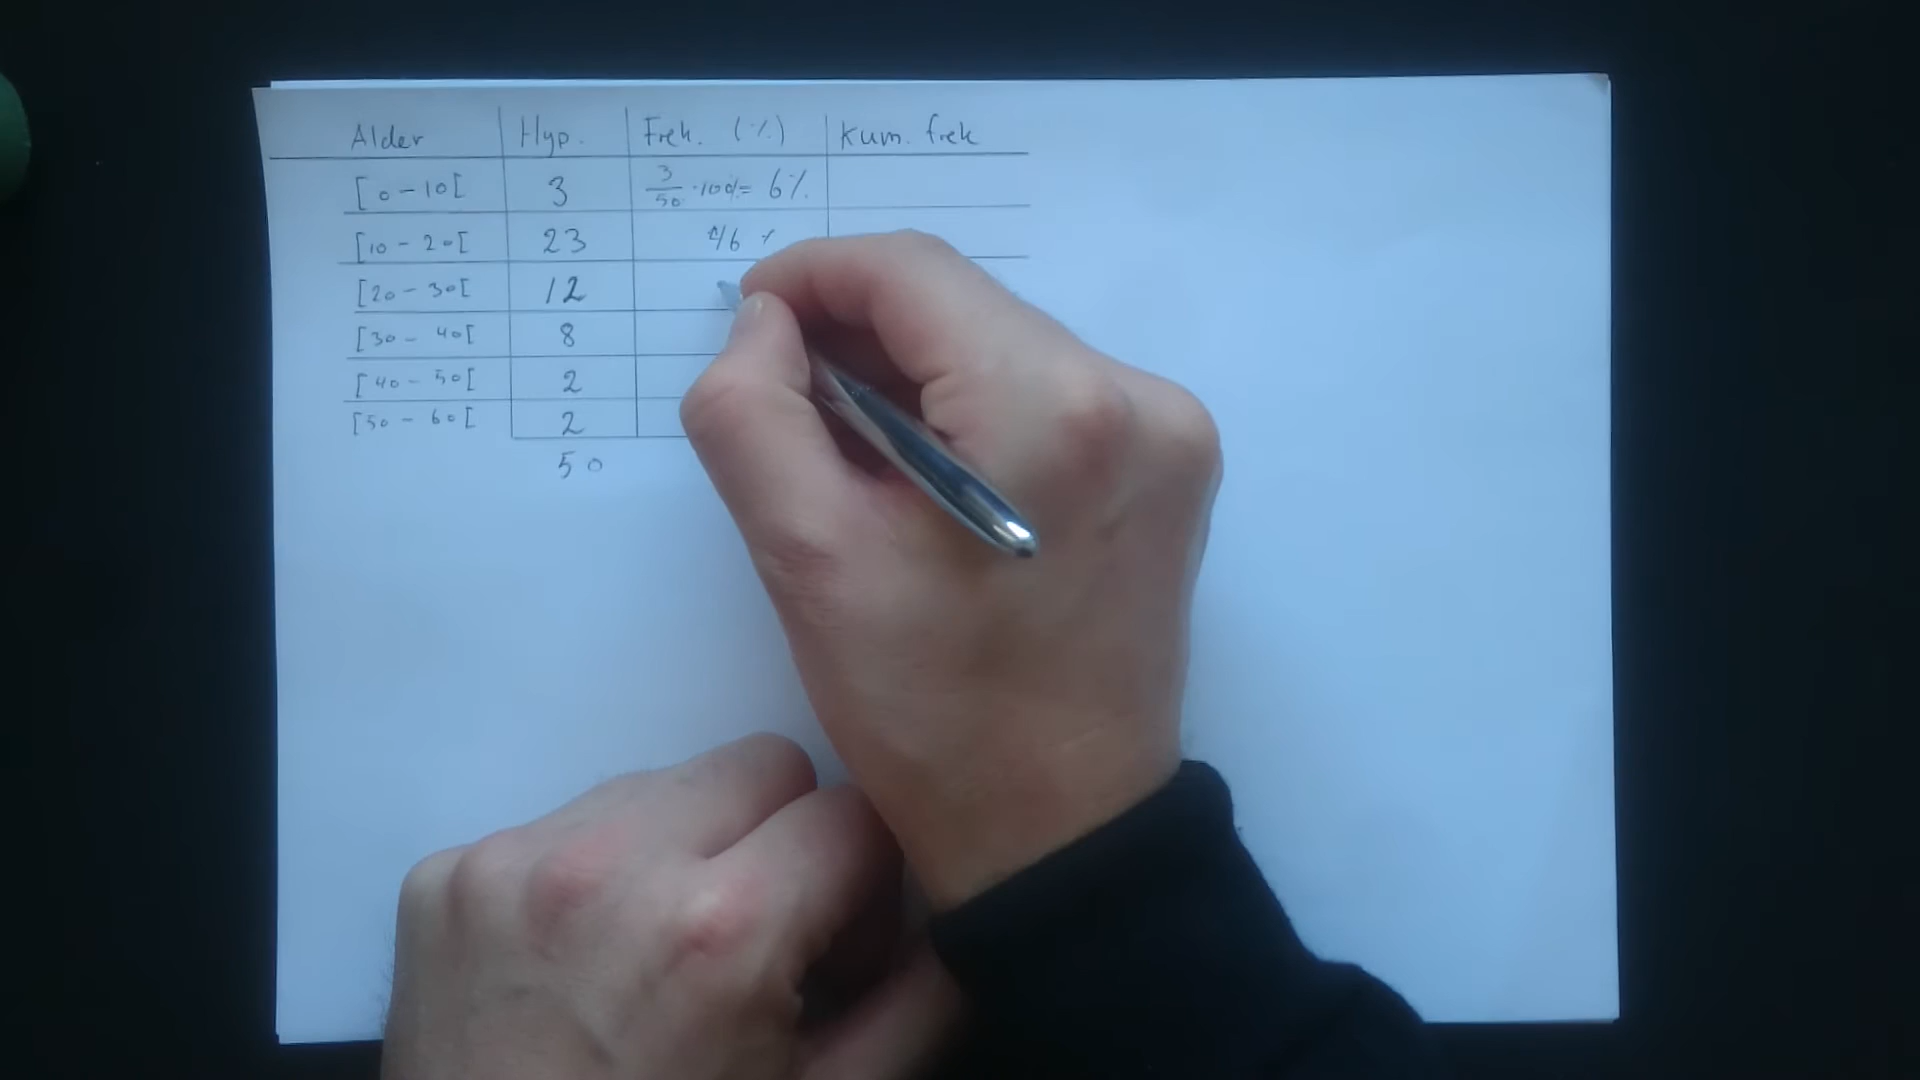 Alder Hyp. Frek. (%) Kum. frek
[0-10[ 3 3/50 ·100%= 6%
[10-20[ 23 46 %
[20-30[ 12
[30-40[ 8
[40-50[ 2
[50-60[ 2
50